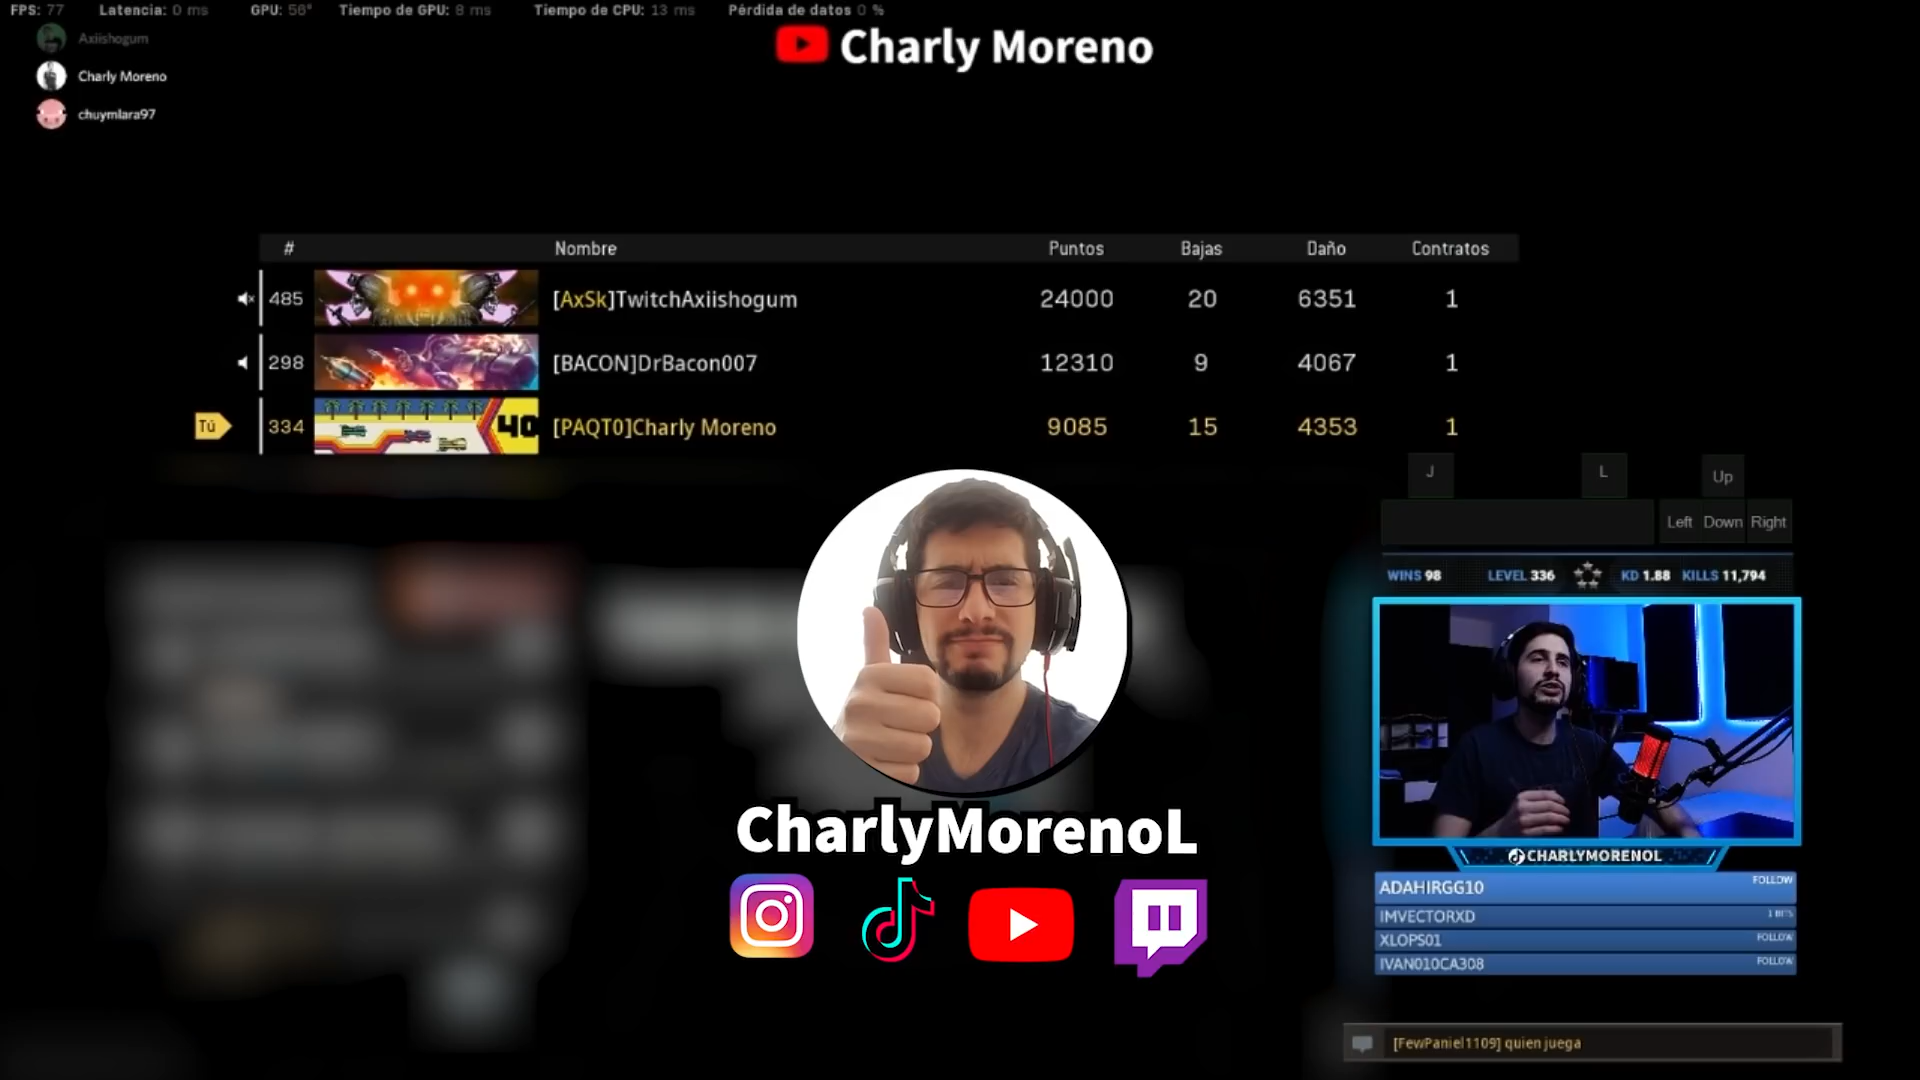 FPS: 77 Latencia: 0 ms GPU: 56° Tiempo de GPU: 8 ms Tiempo de CPU: 13 ms Pérdida de datos 0 %
Axiishogum
Charly Moreno
Charly Moreno
chuymlara97
# Nombre Puntos Bajas Daño Contratos
485 [AxSk]TwitchAxiishogum 24000 20 6351 1
298 [BACON]DrBacon007 12310 9 4067 1
Tú 334 40 [PAQT0]Charly Moreno 9085 15 4353 1
J L Up
Left Down Right
WINS 98 LEVEL 336 KD 1.88 KILLS 11,794
CharlyMorenoL
CHARLYMORENOL
ADAHIRGG10 FOLLOW
IMVECTORXD 1 BITS
XLOPS01 FOLLOW
IVAN010CA308 FOLLOW
[FewPaniel1109] quien juega